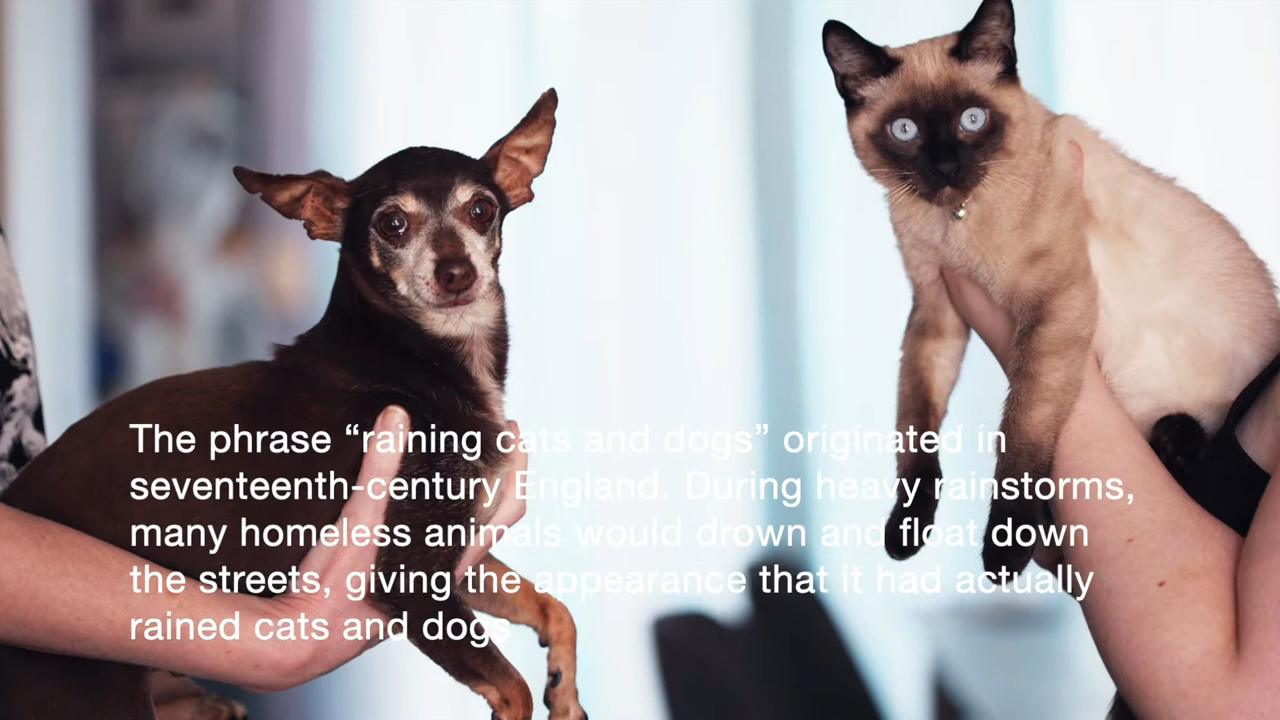 The phrase “raining cats and dogs” originated in
seventeenth-century England. During heavy rainstorms,
many homeless animals would drown and float down
the streets, giving the appearance that it had actually
rained cats and dogs